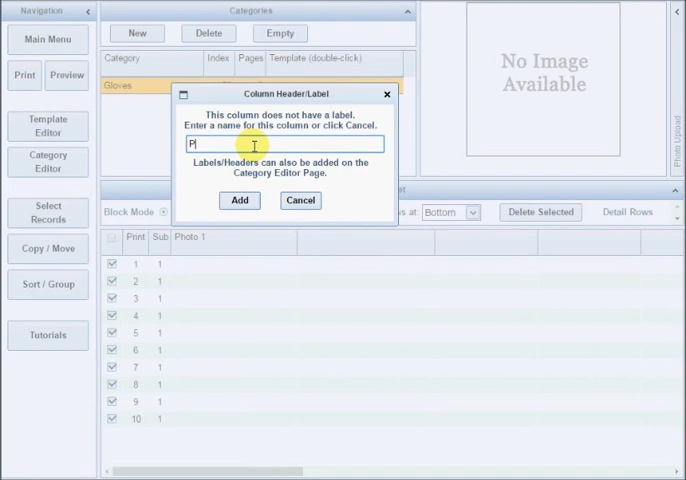 Navigation
Main Menu
Print
Preview
Template
Editor
Category
Editor
Select
Records
Copy / Move
Sort / Group
Tutorials
Categories
New
Delete
Empty
Category
Index
Pages
Template (double-click)
Gloves
No Image
Available
Photo Upload
Column Header/Label
This column does not have a label.
Enter a name for this column or click Cancel.
P
Labels/Headers can also be added on the
Category Editor Page.
Add
Cancel
Block Mode
at:
Bottom
Delete Selected
Detail Rows
Print
Sub
Photo 1
1 1
2 1
3 1
4 1
5 1
6 1
7 1
8 1
9 1
10 1